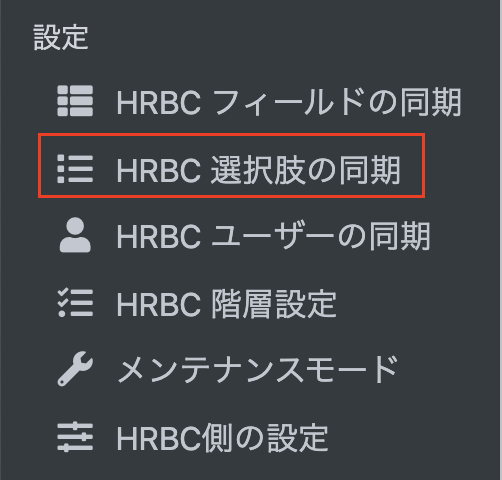 設定
HRBC フィールドの同期
HRBC 選択肢の同期
HRBC ユーザーの同期
HRBC 階層設定
メンテナンスモード
HRBC側の設定